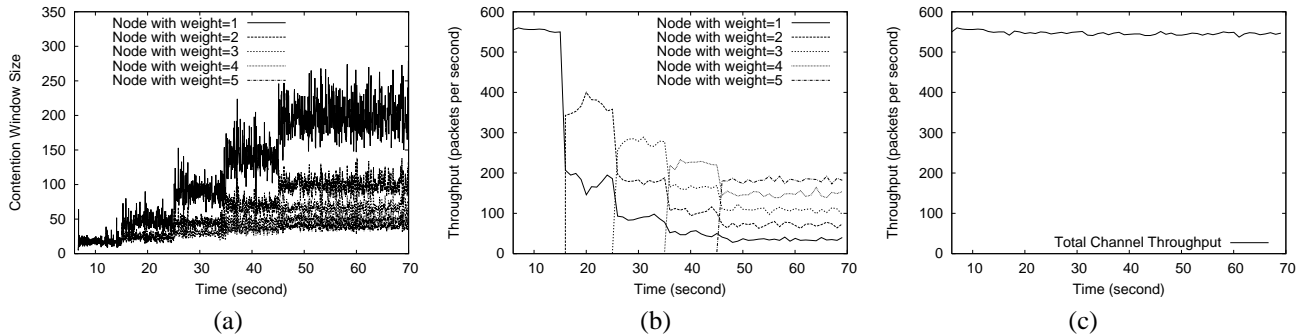 Contention Window Size
350
300
250
200
150
100
50
0
10 20 30 40 50 60 70
Time (second)
Node with weight=1
Node with weight=2
Node with weight=3
Node with weight=4
Node with weight=5
(a)
Throughput (packets per second)
600
500
400
300
200
100
0
10 20 30 40 50 60 70
Time (second)
Node with weight=1
Node with weight=2
Node with weight=3
Node with weight=4
Node with weight=5
(b)
Throughput (packets per second)
600
500
400
300
200
100
0
10 20 30 40 50 60 70
Time (second)
Total Channel Throughput
(c)